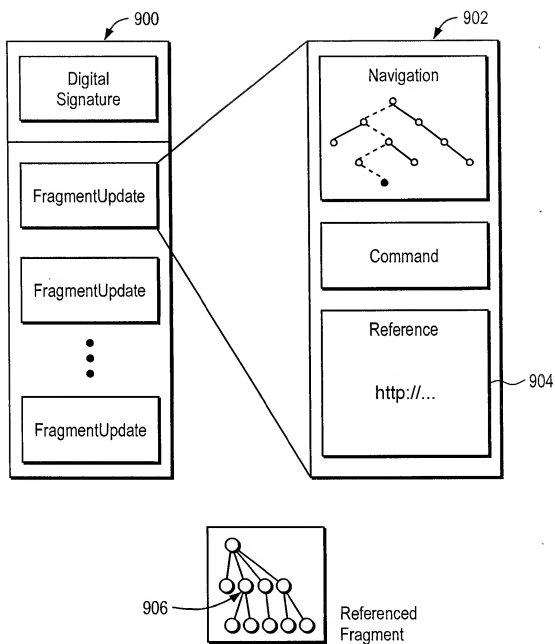 900
Digital
Signature
FragmentUpdate
FragmentUpdate
FragmentUpdate
902
Navigation
Command
Reference
http://...
904
906
Referenced
Fragment